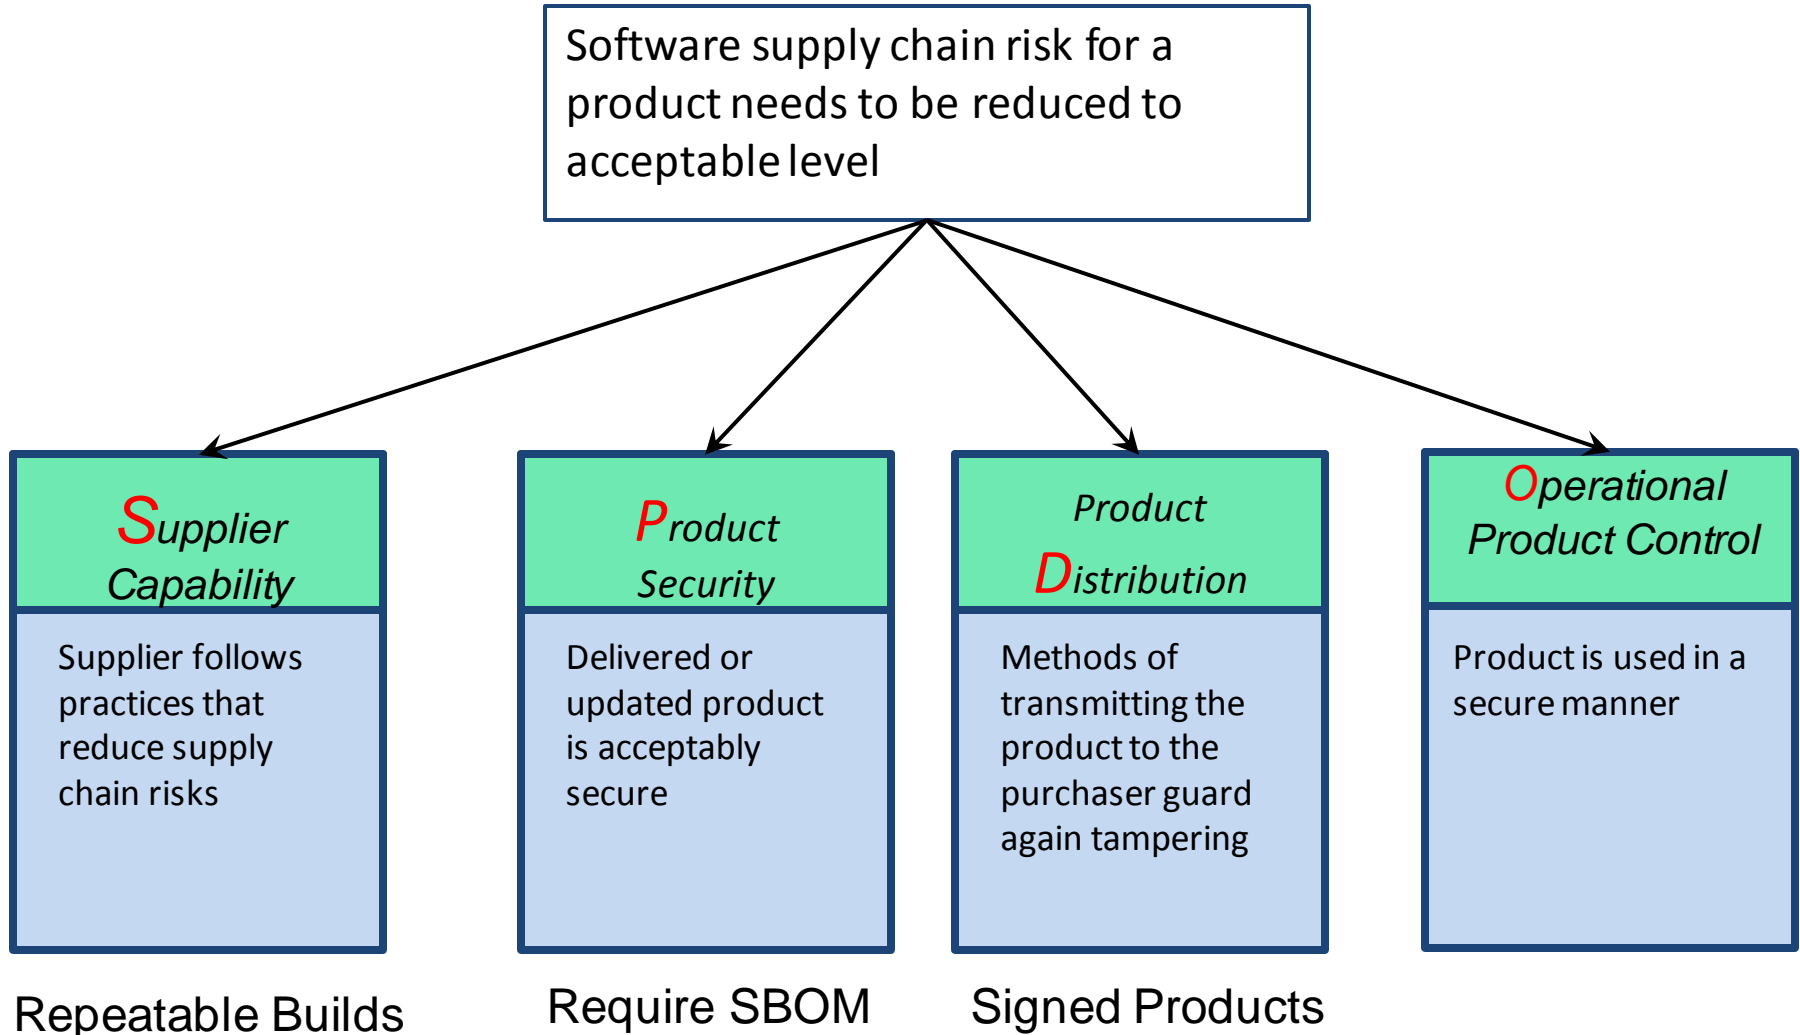 Software supply chain risk for a
product needs to be reduced to
acceptable level
Supplier
Capability
Supplier follows
practices that
reduce supply
chain risks
Repeatable Builds
Product
Security
Delivered or
updated product
is acceptably
secure
Require SBOM
Product
Distribution
Methods of
transmitting the
product to the
purchaser guard
again tampering
Signed Products
Operational
Product Control
Product is used in a
secure manner